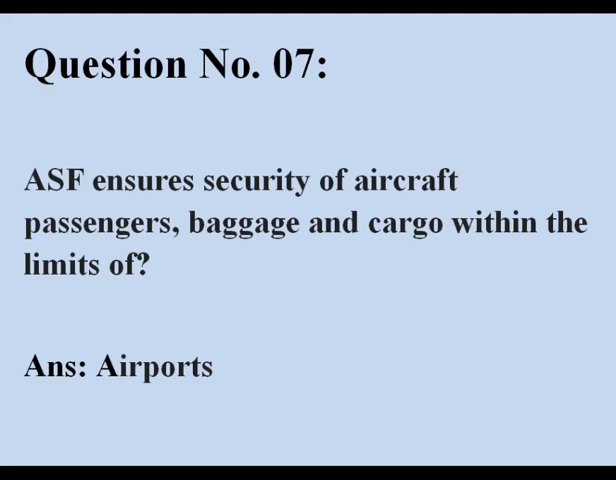 Question No. 07:
ASF ensures security of aircraft
passengers, baggage and cargo within the
limits of?
Ans: Airports